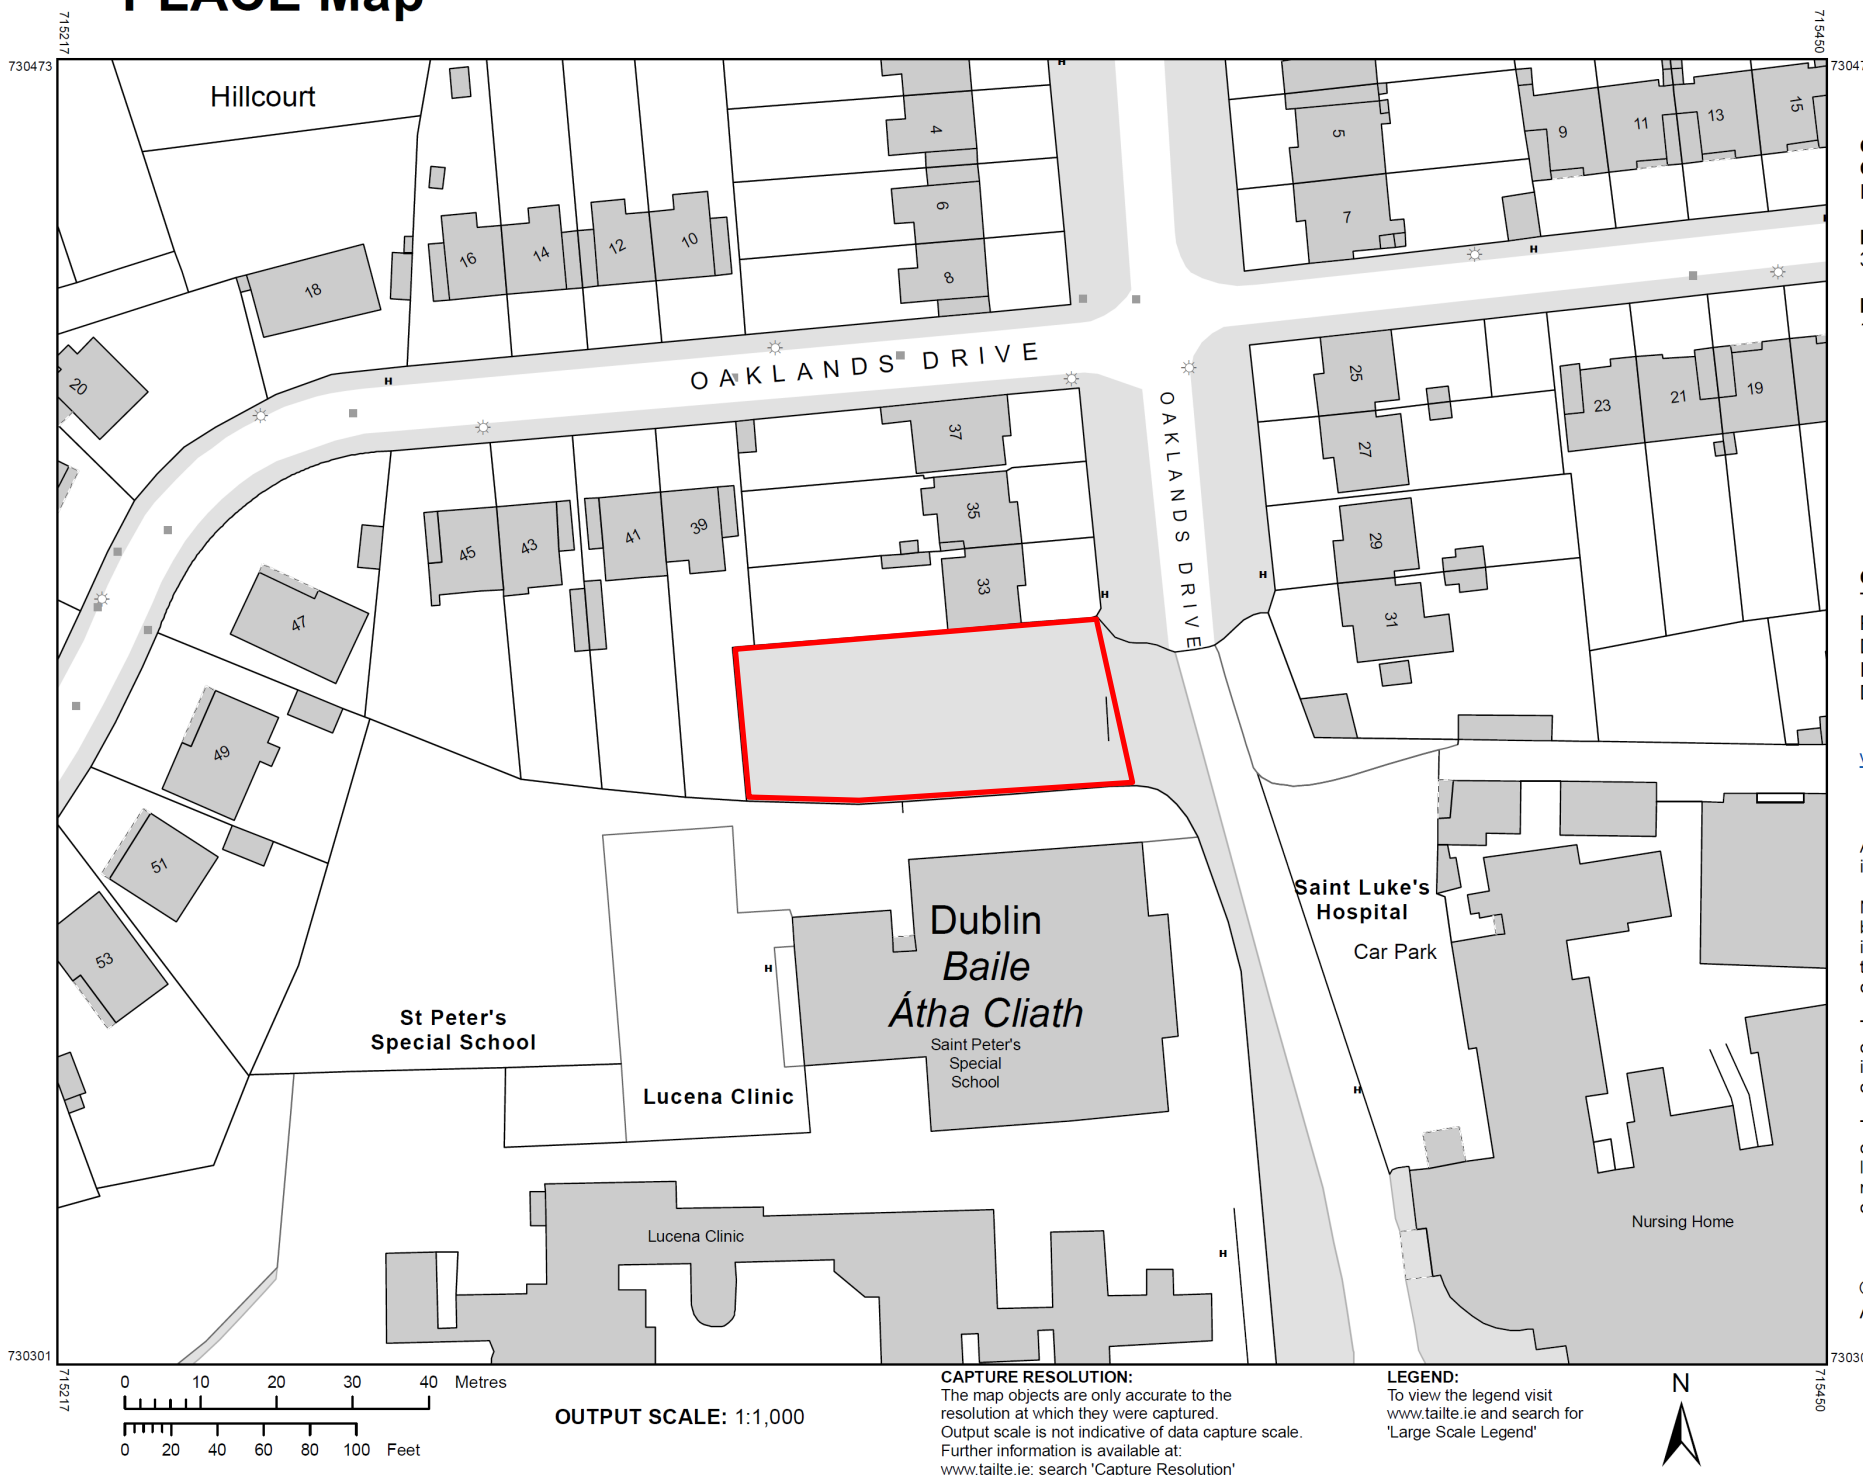 PLACE Map
715217
715450
730473
Hillcourt
4
5
9
11
13
15
6
7
16
14
12
10
8
18
20
OAKLANDS DRIVE
OAKLANDS DRIVE
25
23
21
19
37
27
35
45
43
41
39
29
33
31
47
49
51
53
Saint Luke's
Hospital
Car Park
Dublin
Baile
Átha Cliath
Saint Peter's
Special
School
St Peter's
Special School
Lucena Clinic
Lucena Clinic
Nursing Home
H
H
H
H
H
H
H
H
730301
715217
715450
0 10 20 30 40 Metres
0 20 40 60 80 100 Feet
OUTPUT SCALE: 1:1,000
CAPTURE RESOLUTION:
The map objects are only accurate to the
resolution at which they were captured.
Output scale is not indicative of data capture scale.
Further information is available at:
www.tailte.ie; search 'Capture Resolution'
LEGEND:
To view the legend visit
www.tailte.ie and search for
'Large Scale Legend'
N